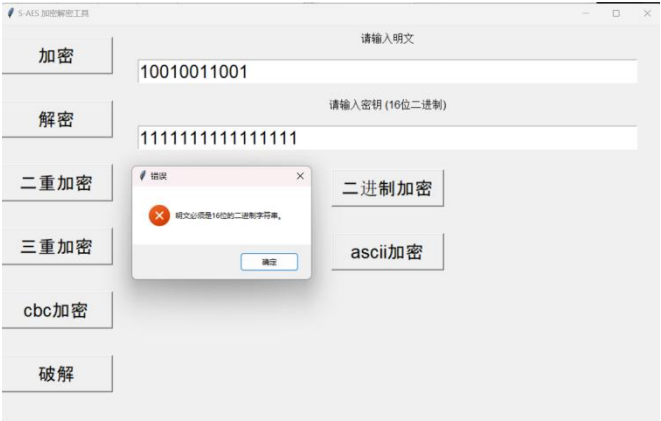 S-AES 加密解密工具
加密
请输入明文
10010011001
解密
请输入密钥 (16位二进制)
1111111111111111
二重加密
错误
明文必须是16位的二进制字符串。
确定
二进制加密
三重加密
ascii加密
cbc加密
破解